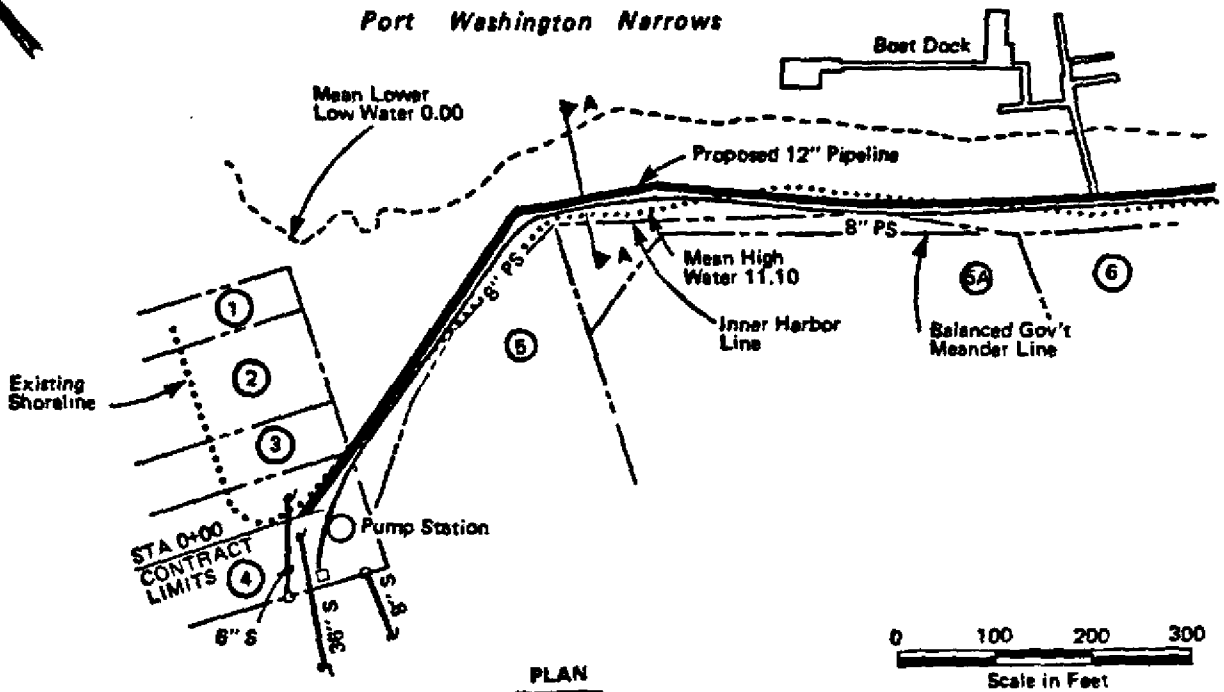 Port Washington Narrows
Boat Dock
Mean Lower
Low Water 0.00
A
Proposed 12" Pipeline
8" PS
8" PS
A
Mean High
Water 11.10
Inner Harbor
Line
5A
6
Balanced Gov't
Meander Line
1
2
3
5
Existing
Shoreline
Pump Station
STA 0+00
CONTRACT
LIMITS
4
6" S
36" S
8" S
PLAN
0 100 200 300
Scale in Feet